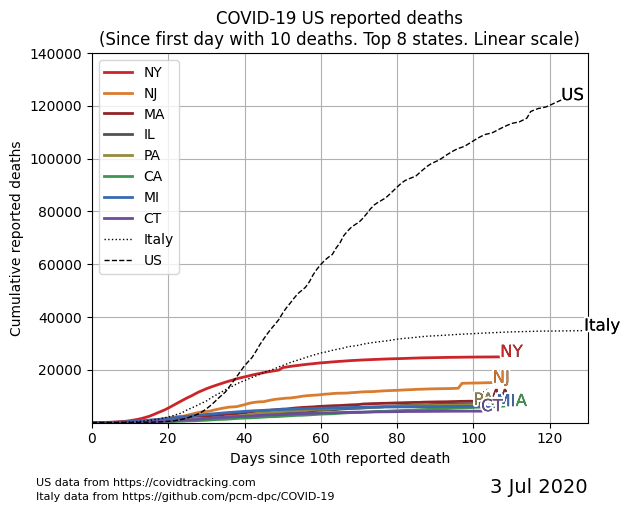 COVID-19 US reported deaths
(Since first day with 10 deaths. Top 8 states. Linear scale)
Cumulative reported deaths
140000
120000
100000
80000
60000
40000
20000
NY
NJ
MA
IL
PA
CA
MI
CT
Italy
US
US
Italy
NY
NJ
PA
CT
MI
0
20
40
60
80
100
120
Days since 10th reported death
US data from https://covidtracking.com
Italy data from https://github.com/pcm-dpc/COVID-19
3 Jul 2020